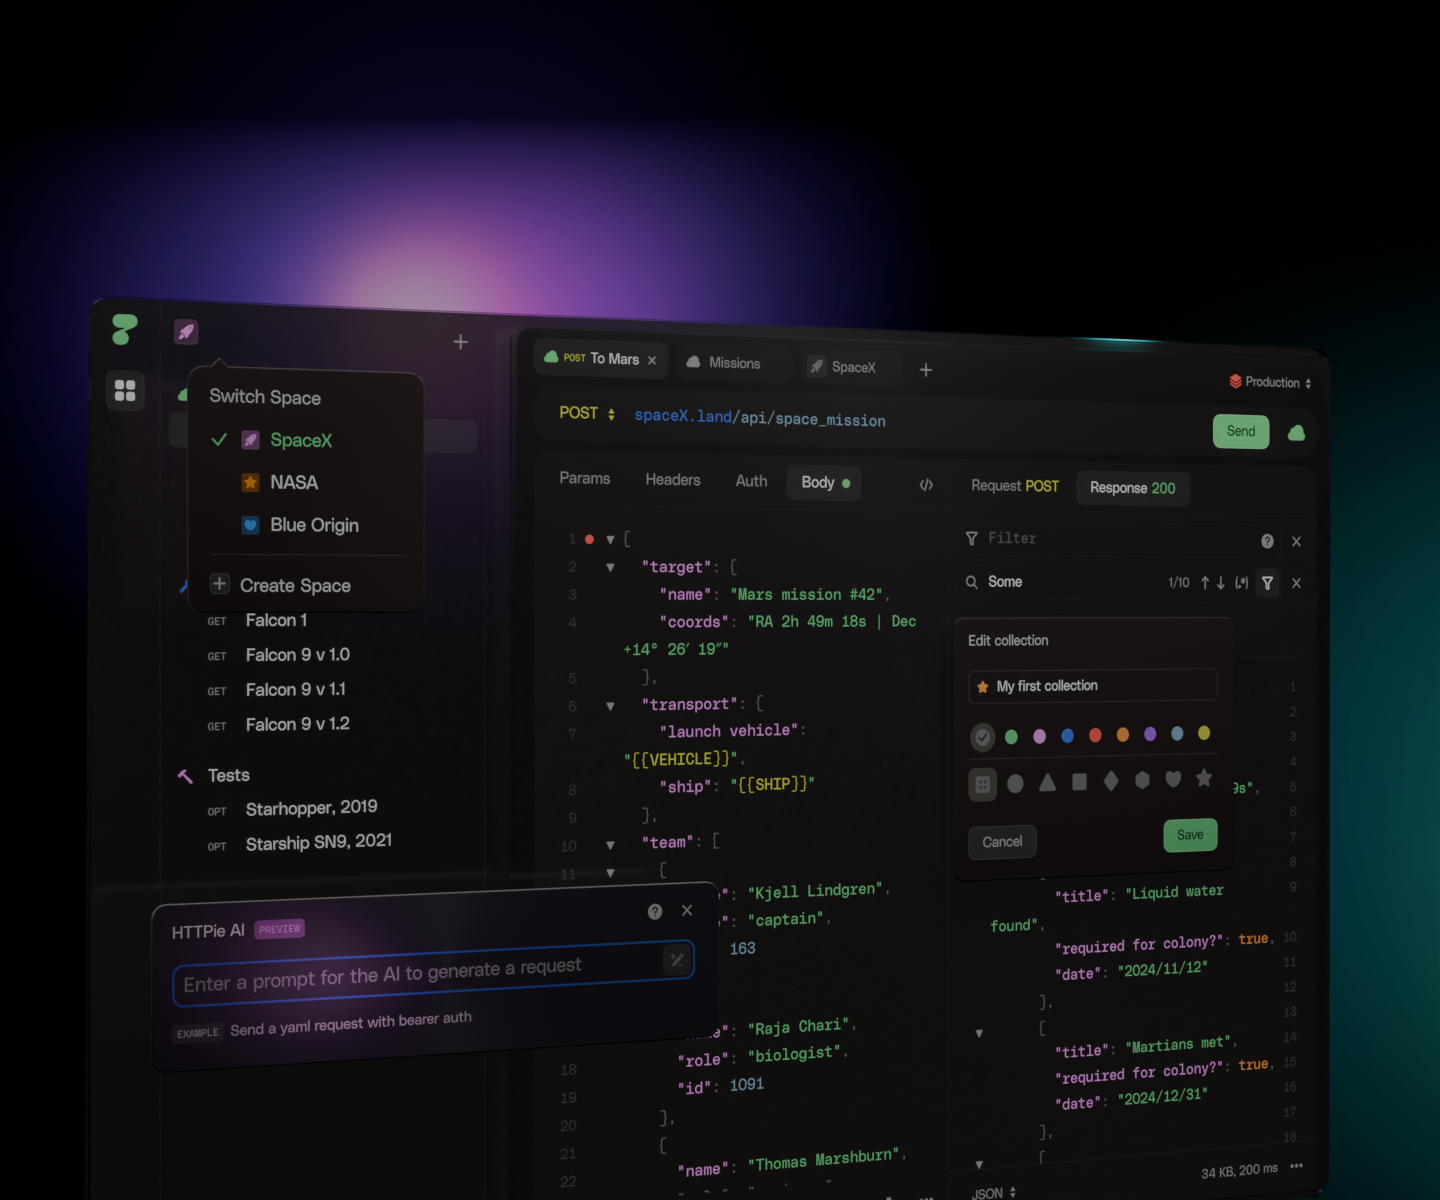 Switch Space
SpaceX
NASA
Blue Origin
Create Space
GET Falcon 1
GET Falcon 9 v 1.0
GET Falcon 9 v 1.1
GET Falcon 9 v 1.2
Tests
OPT Starhopper, 2019
OPT Starship SN9, 2021
HTTPie AI PREVIEW
Enter a prompt for the AI to generate a request
EXAMPLE Send a yaml request with bearer auth
POST To Mars
Missions
SpaceX
Production
POST spaceX.land/api/space_mission
Send
Params Headers Auth Body
1 {
2 "target": {
3 "name": "Mars mission #42",
4 "coords": "RA 2h 49m 18s | Dec
+14° 26′ 19″"
5 },
6 "transport": {
7 "launch vehicle":
"{{VEHICLE}}",
8 "ship": "{{SHIP}}"
9 },
10 "team": [
11 {
": "Kjell Lindgren",
": "captain",
163
": "Raja Chari",
18 "role": "biologist",
19 "id": 1091
20 },
21 {
22 "name": "Thomas Marshburn",
Request POST Response 200
Filter
Some 1/10 (.*)
Edit collection
My first collection
Cancel Save
1
2
3
4
9s", 5
6
7
8
"title": "Liquid water 9
found",
"required for colony?": true, 10
"date": "2024/11/12" 11
}, 12
{ 13
"title": "Martians met", 14
"required for colony?": true, 15
"date": "2024/12/31" 16
}, 17
{ 18
JSON
34 KB, 200 ms